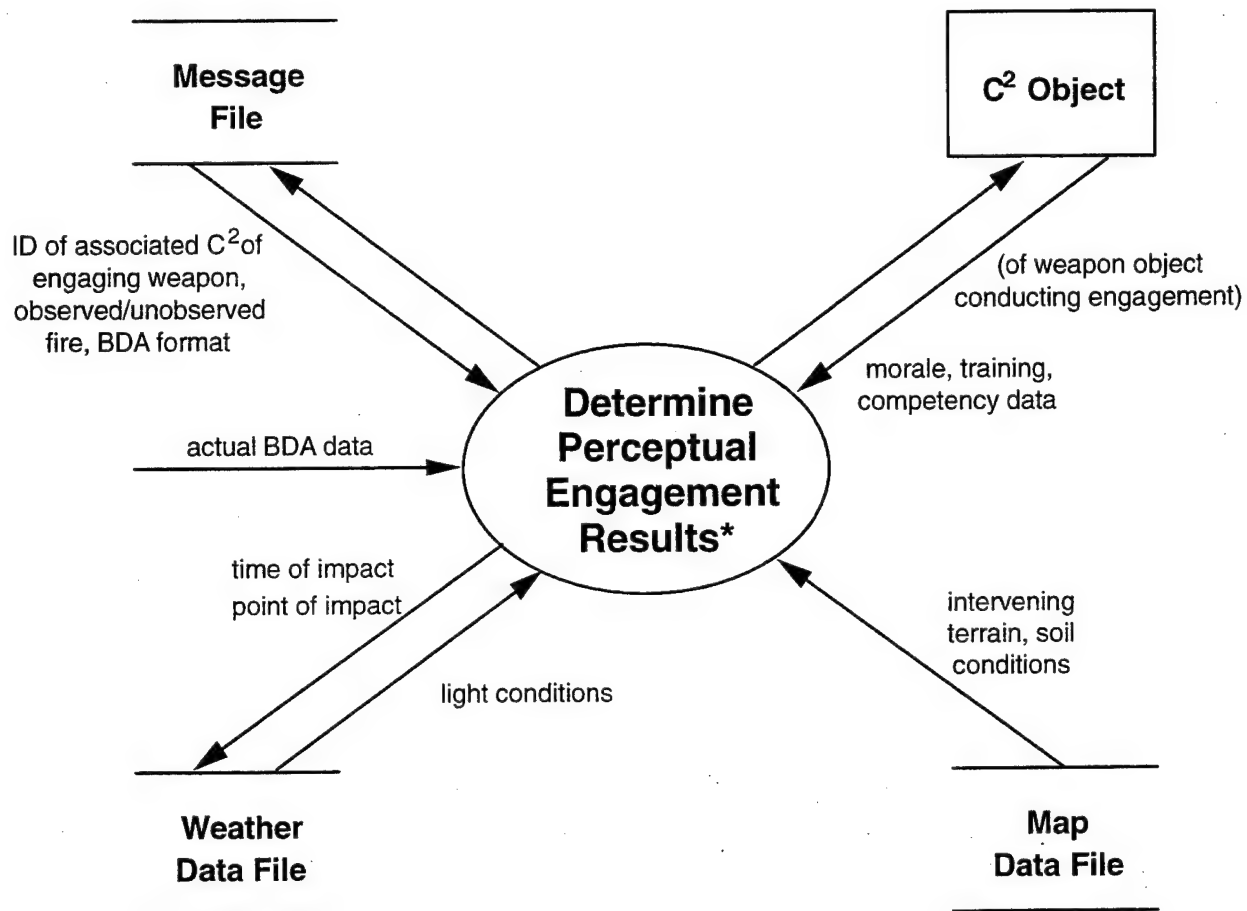 Message
File
C² Object
ID of associated C² of
engaging weapon,
observed/unobserved
fire, BDA format
(of weapon object
conducting engagement)
morale, training,
competency data
actual BDA data
Determine
Perceptual
Engagement
Results*
time of impact
point of impact
light conditions
intervening
terrain, soil
conditions
Weather
Data File
Map
Data File